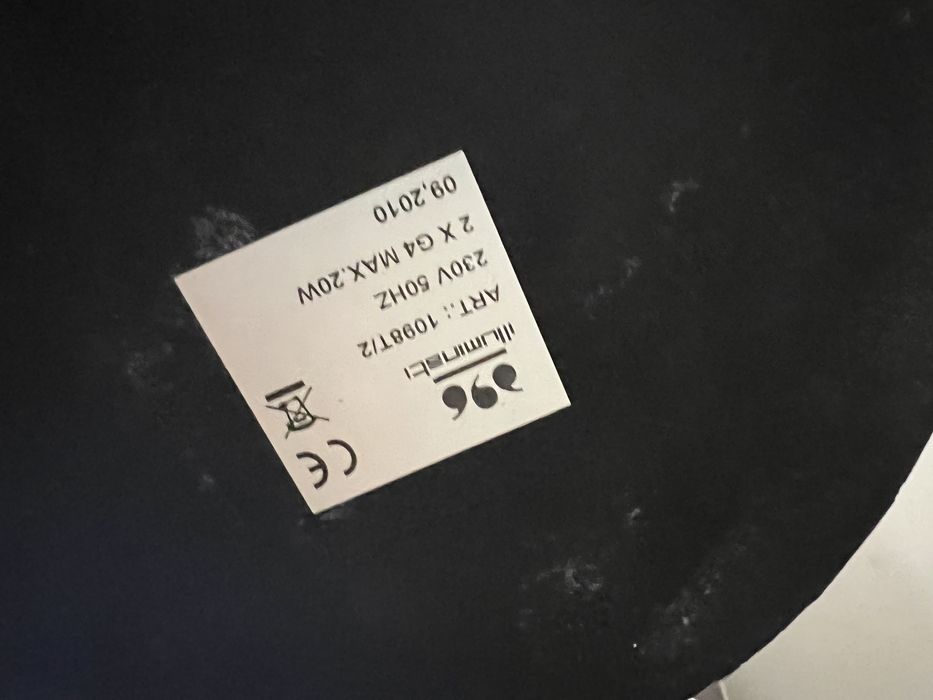 illuminati
ART.: 1098T/2
230V 50HZ
2 X G4 MAX.20W
09,2010
CE